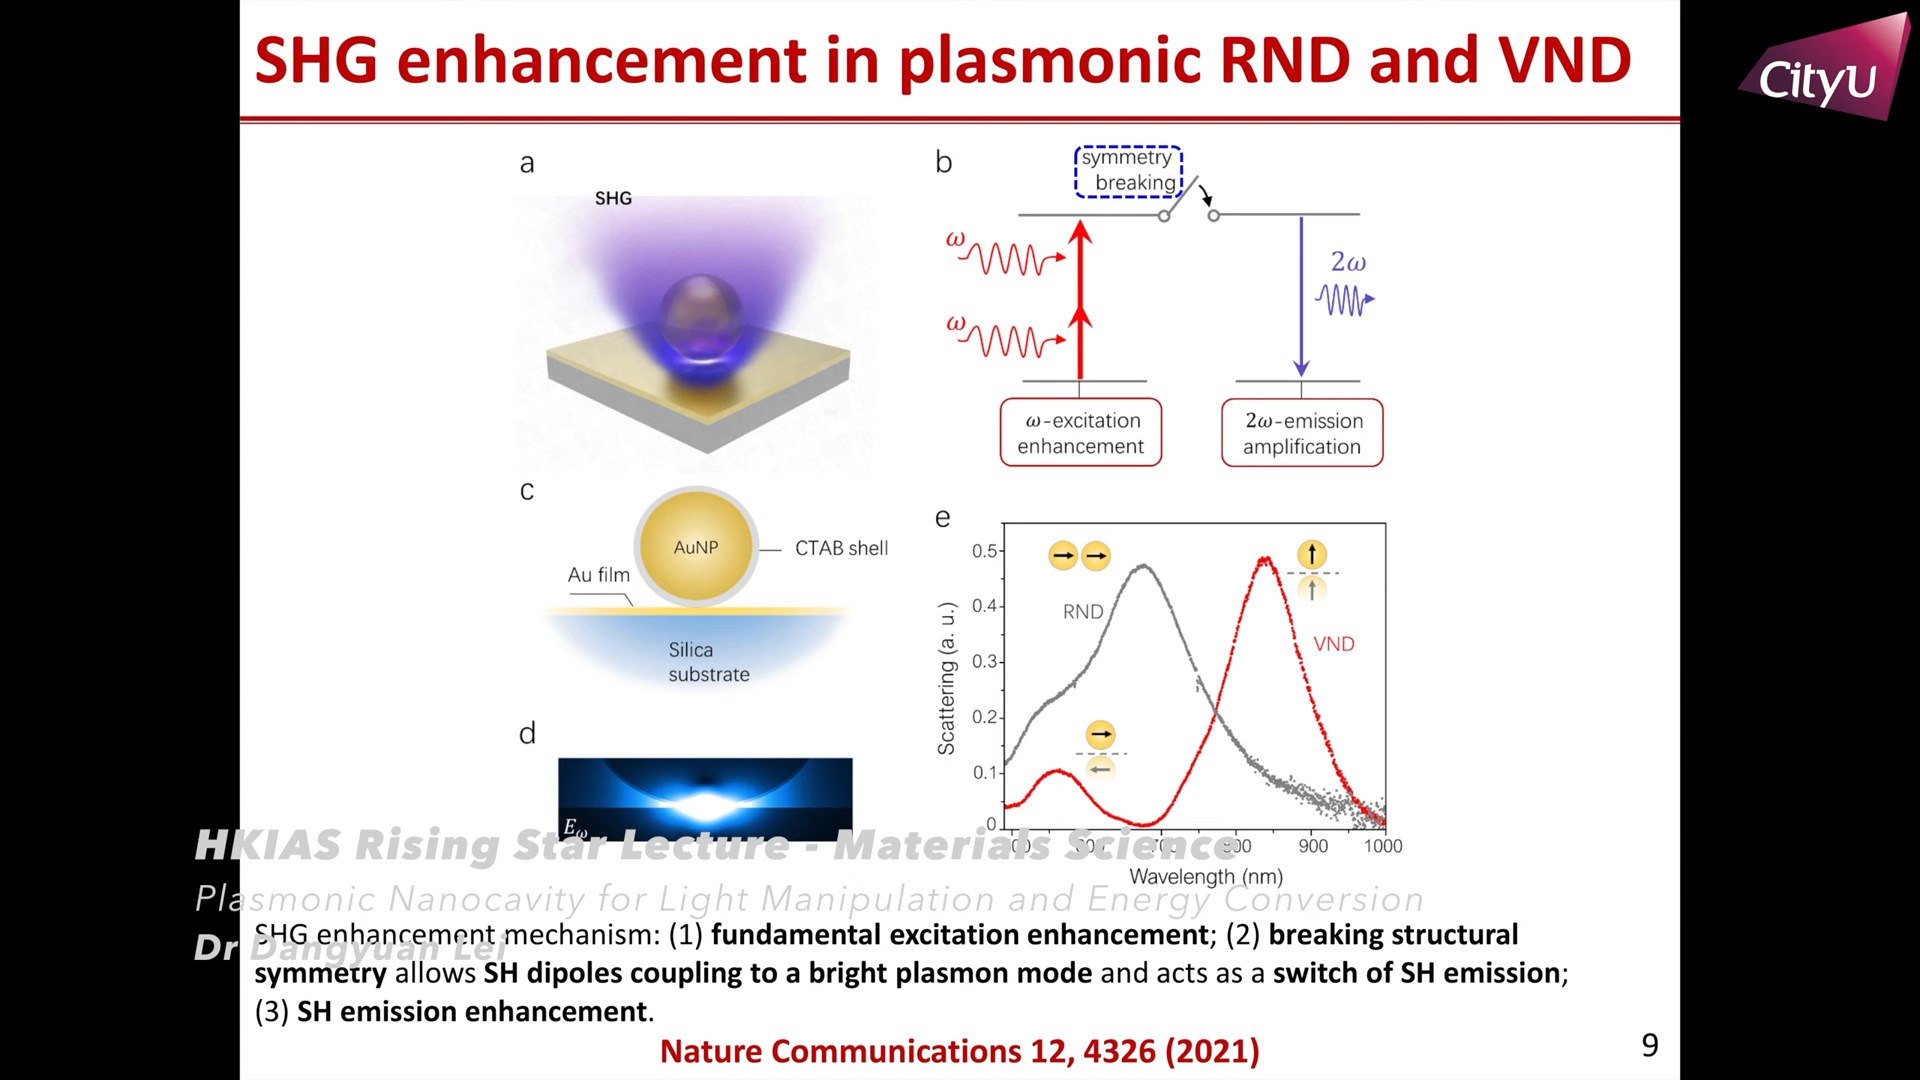 SHG enhancement in plasmonic RND and VND
CityU
a
SHG
b
symmetry
breaking
ω
ω
2ω
ω-excitation
enhancement
2ω-emission
amplification
c
AuNP
CTAB shell
Au film
Silica
substrate
d
Eω
e
Scattering (a. u.)
0.5
0.4
0.3
0.2
0.1
0
RND
VND
900
1000
Wavelength (nm)
HKIAS Rising Star Lecture - Materials Science
Plasmonic Nanocavity for Light Manipulation and Energy Conversion
Dr Dangyuan Lei
SHG enhancement mechanism: (1) fundamental excitation enhancement; (2) breaking structural
symmetry allows SH dipoles coupling to a bright plasmon mode and acts as a switch of SH emission;
(3) SH emission enhancement.
Nature Communications 12, 4326 (2021)
9